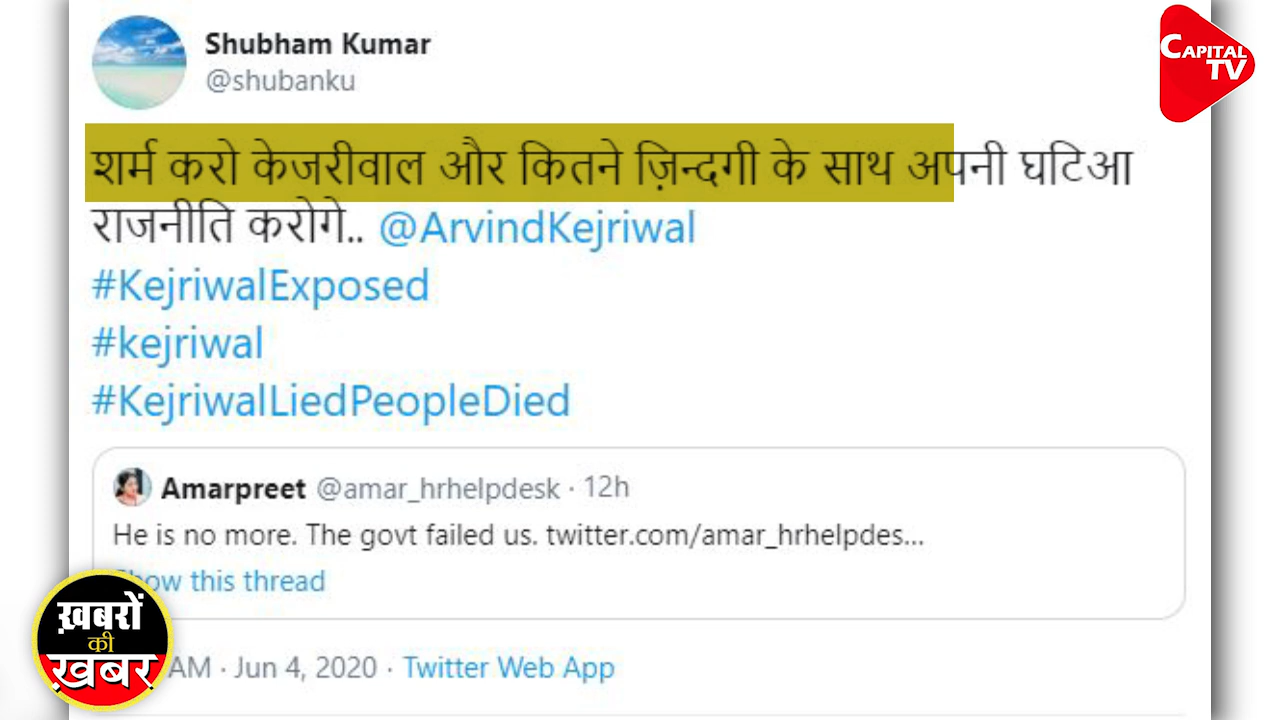 Shubham Kumar
@shubanku
CAPITAL
TV
शर्म करो केजरीवाल और कितने ज़िन्दगी के साथ अपनी घटिआ
राजनीति करोगे.. @ArvindKejriwal
#KejriwalExposed
#kejriwal
#KejriwalLiedPeopleDied
Amarpreet @amar_hrhelpdesk · 12h
He is no more. The govt failed us. twitter.com/amar_hrhelpdes...
Show this thread
AM · Jun 4, 2020 · Twitter Web App
ख़बरों
की
ख़बर